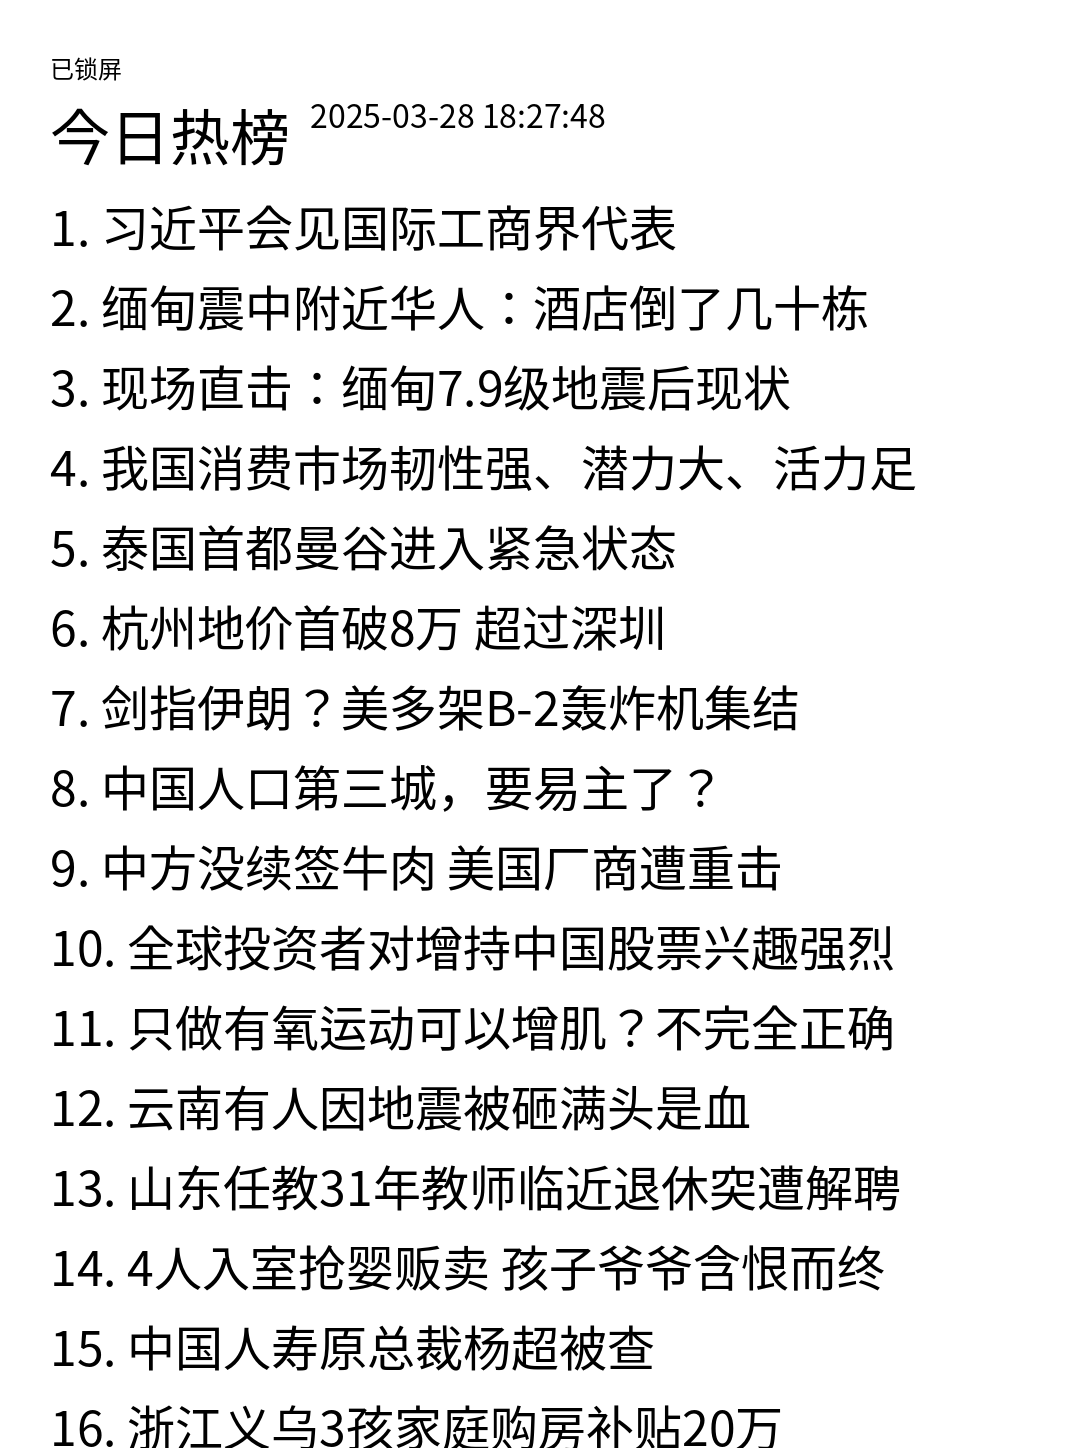 已锁屏
今日热榜 2025-03-28 18:27:48
1. 习近平会见国际工商界代表
2. 缅甸震中附近华人：酒店倒了几十栋
3. 现场直击：缅甸7.9级地震后现状
4. 我国消费市场韧性强、潜力大、活力足
5. 泰国首都曼谷进入紧急状态
6. 杭州地价首破8万 超过深圳
7. 剑指伊朗？美多架B-2轰炸机集结
8. 中国人口第三城，要易主了？
9. 中方没续签牛肉 美国厂商遭重击
10. 全球投资者对增持中国股票兴趣强烈
11. 只做有氧运动可以增肌？不完全正确
12. 云南有人因地震被砸满头是血
13. 山东任教31年教师临近退休突遭解聘
14. 4人入室抢婴贩卖 孩子爷爷含恨而终
15. 中国人寿原总裁杨超被查
16. 浙江义乌3孩家庭购房补贴20万